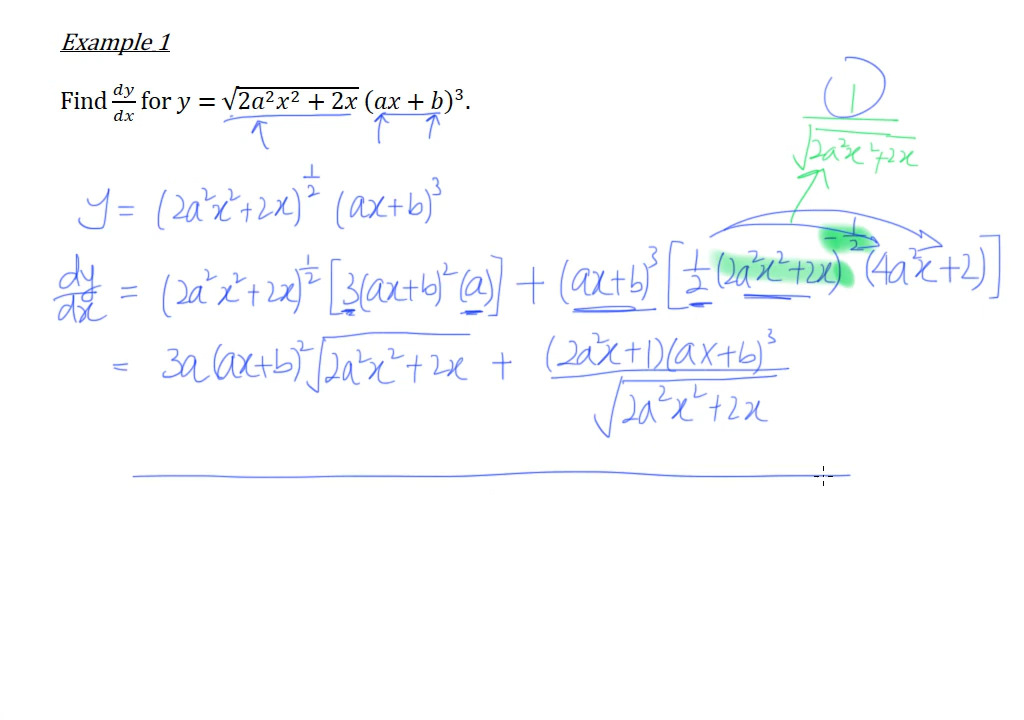 Example 1
Find dy/dx for y = √(2a²x² + 2x) (ax + b)³.
1/√(2a²x²+2x)
y = (2a²x²+2x)^(1/2) (ax+b)³
dy/dx = (2a²x²+2x)^(1/2) [3(ax+b)²(a)] + (ax+b)³ [1/2 (2a²x²+2x)^(-1/2) (4a²x+2)]
= 3a(ax+b)² √(2a²x²+2x) + (2a²x+1)(ax+b)³/√(2a²x²+2x)